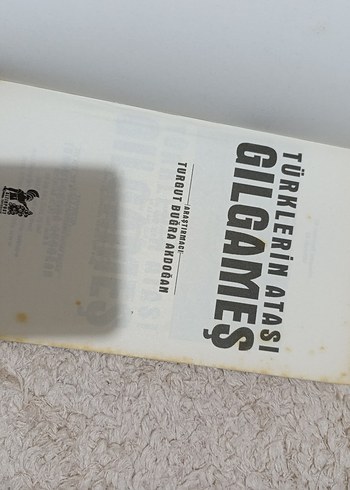 TÜRKLERİN ATASI
GILGAMEŞ
(ARAŞTIRMACI)
TURGUT BUĞRA AKDOĞAN